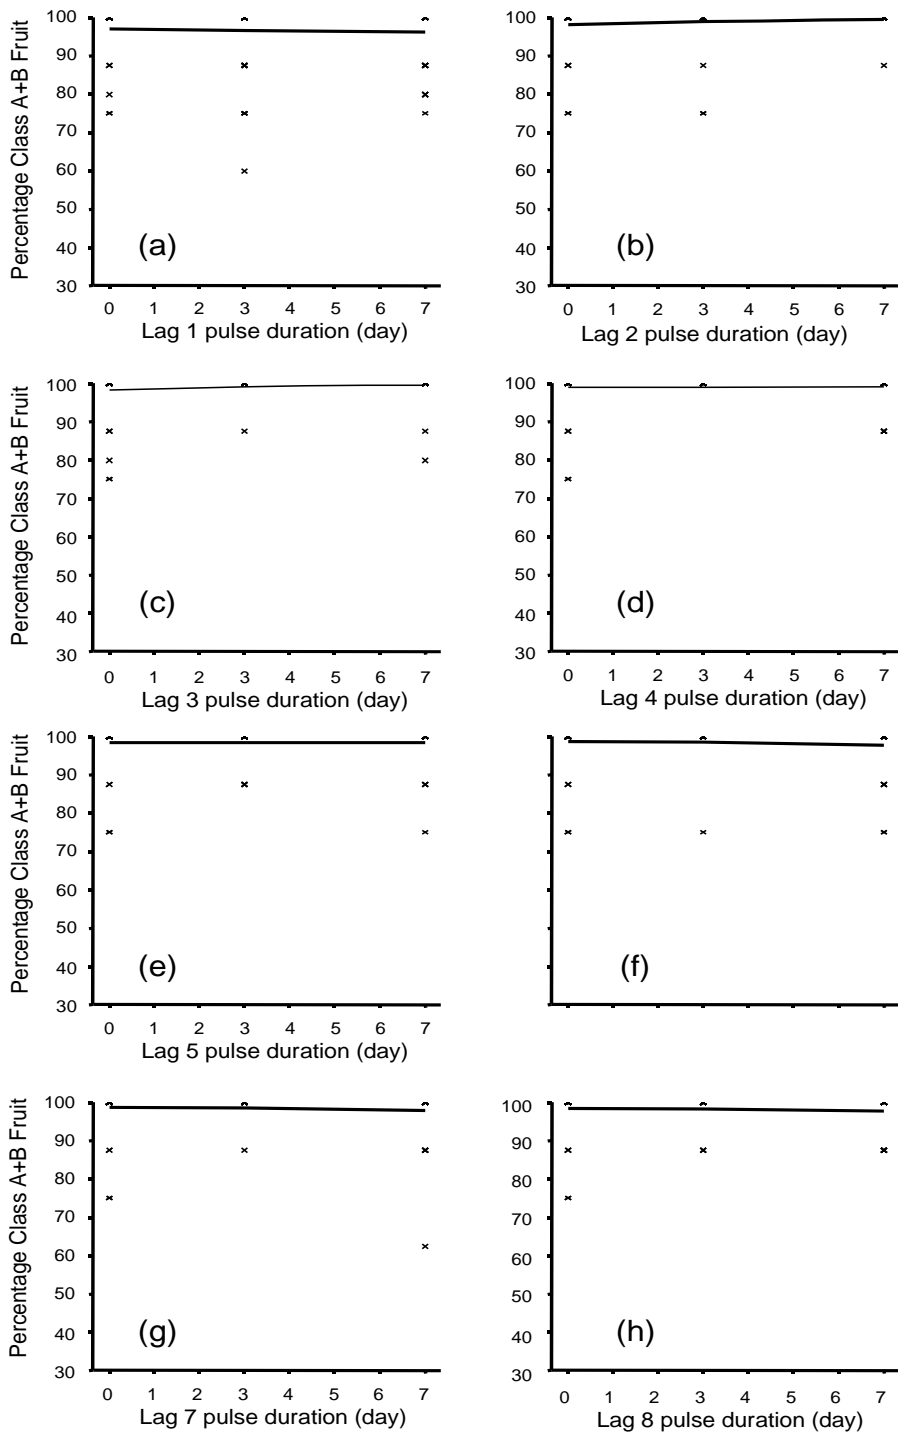 100
90
80
70
60
50
40
30
Percentage Class A+B Fruit
(a)
0 1 2 3 4 5 6 7
Lag 1 pulse duration (day)
100
90
80
70
60
50
40
30
(b)
0 1 2 3 4 5 6 7
Lag 2 pulse duration (day)
100
90
80
70
60
50
40
30
Percentage Class A+B Fruit
(c)
0 1 2 3 4 5 6 7
Lag 3 pulse duration (day)
100
90
80
70
60
50
40
30
(d)
0 1 2 3 4 5 6 7
Lag 4 pulse duration (day)
100
90
80
70
60
50
40
30
Percentage Class A+B Fruit
(e)
0 1 2 3 4 5 6 7
Lag 5 pulse duration (day)
(f)
100
90
80
70
60
50
40
30
Percentage Class A+B Fruit
(g)
0 1 2 3 4 5 6 7
Lag 7 pulse duration (day)
100
90
80
70
60
50
40
30
(h)
0 1 2 3 4 5 6 7
Lag 8 pulse duration (day)